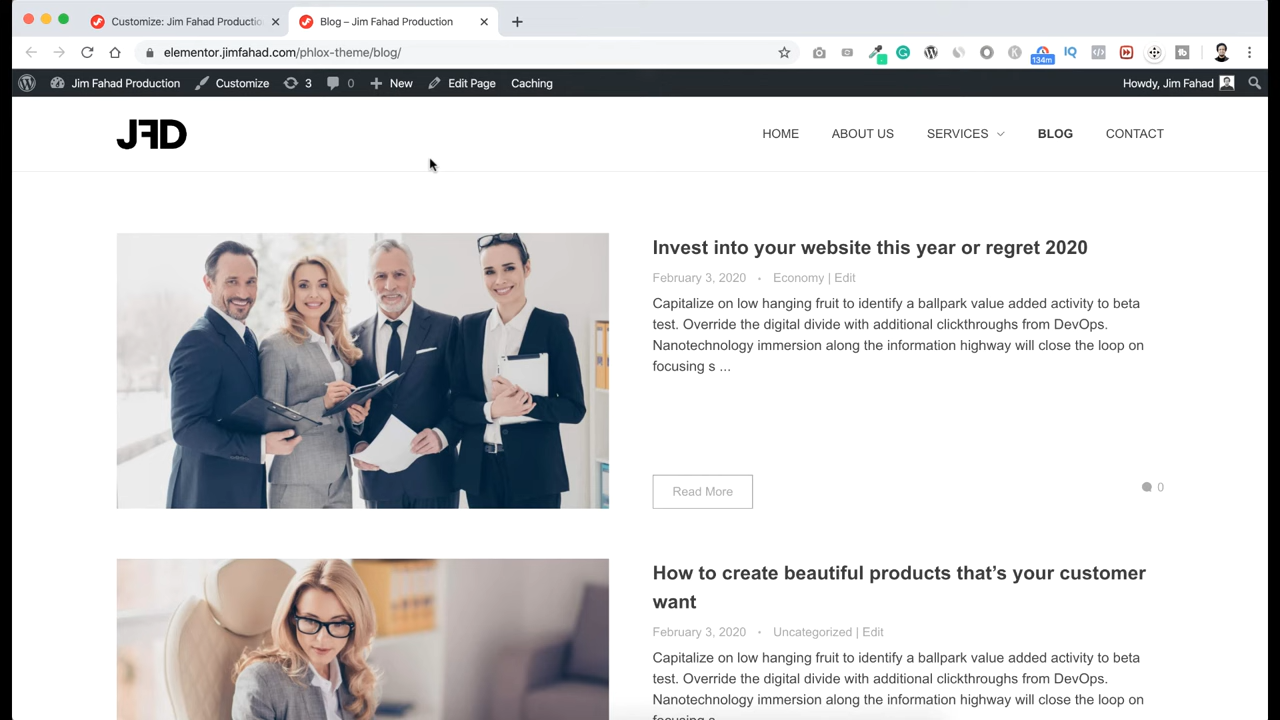 Customize: Jim Fahad Productio
Blog – Jim Fahad Production
elementor.jimfahad.com/phlox-theme/blog/
134m
IQ
Jim Fahad Production
Customize
3
0
New
Edit Page
Caching
Howdy, Jim Fahad
JFD
HOME
ABOUT US
SERVICES
BLOG
CONTACT
Invest into your website this year or regret 2020
February 3, 2020 • Economy | Edit
Capitalize on low hanging fruit to identify a ballpark value added activity to beta
test. Override the digital divide with additional clickthroughs from DevOps.
Nanotechnology immersion along the information highway will close the loop on
focusing s ...
Read More
0
How to create beautiful products that’s your customer
want
February 3, 2020 • Uncategorized | Edit
Capitalize on low hanging fruit to identify a ballpark value added activity to beta
test. Override the digital divide with additional clickthroughs from DevOps.
Nanotechnology immersion along the information highway will close the loop on
focusing s